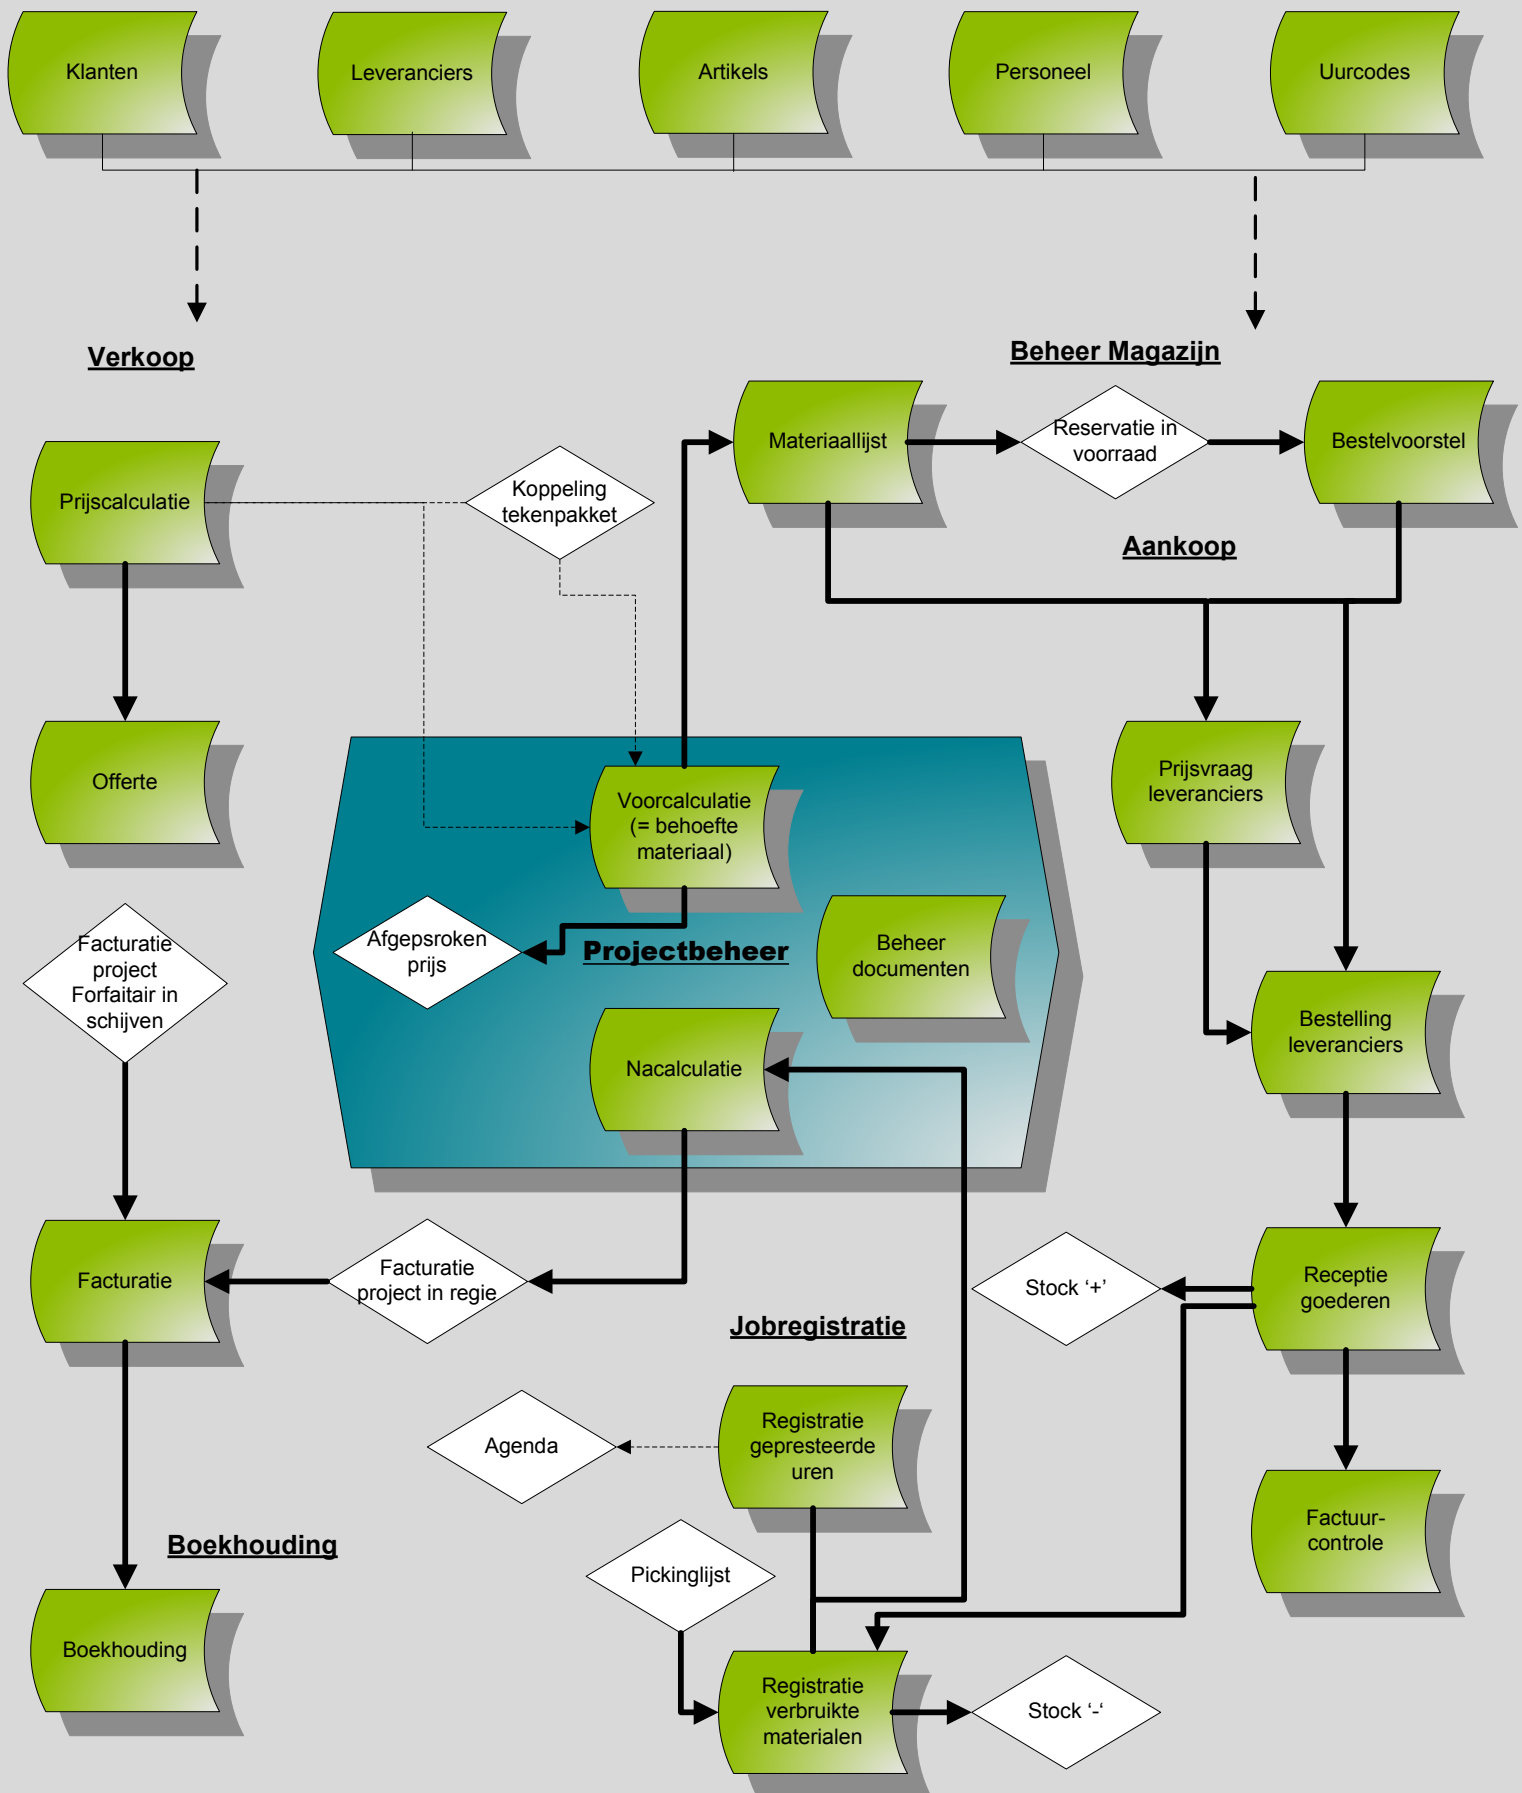 Klanten
Leveranciers
Artikels
Personeel
Uurcodes
Verkoop
Beheer Magazijn
Prijscalculatie
Koppeling
tekenpakket
Materiaallijst
Reservatie in
voorraad
Bestelvoorstel
Aankoop
Offerte
Voorcalculatie
(= behoefte
materiaal)
Prijsvraag
leveranciers
Afgepsroken
prijs
Projectbeheer
Beheer
documenten
Facturatie
project
Forfaitair in
schijven
Nacalculatie
Bestelling
leveranciers
Facturatie
Facturatie
project in regie
Stock ‘+’
Receptie
goederen
Jobregistratie
Agenda
Registratie
gepresteerde
uren
Factuur-
controle
Boekhouding
Pickinglijst
Boekhouding
Registratie
verbruikte
materialen
Stock ‘-‘